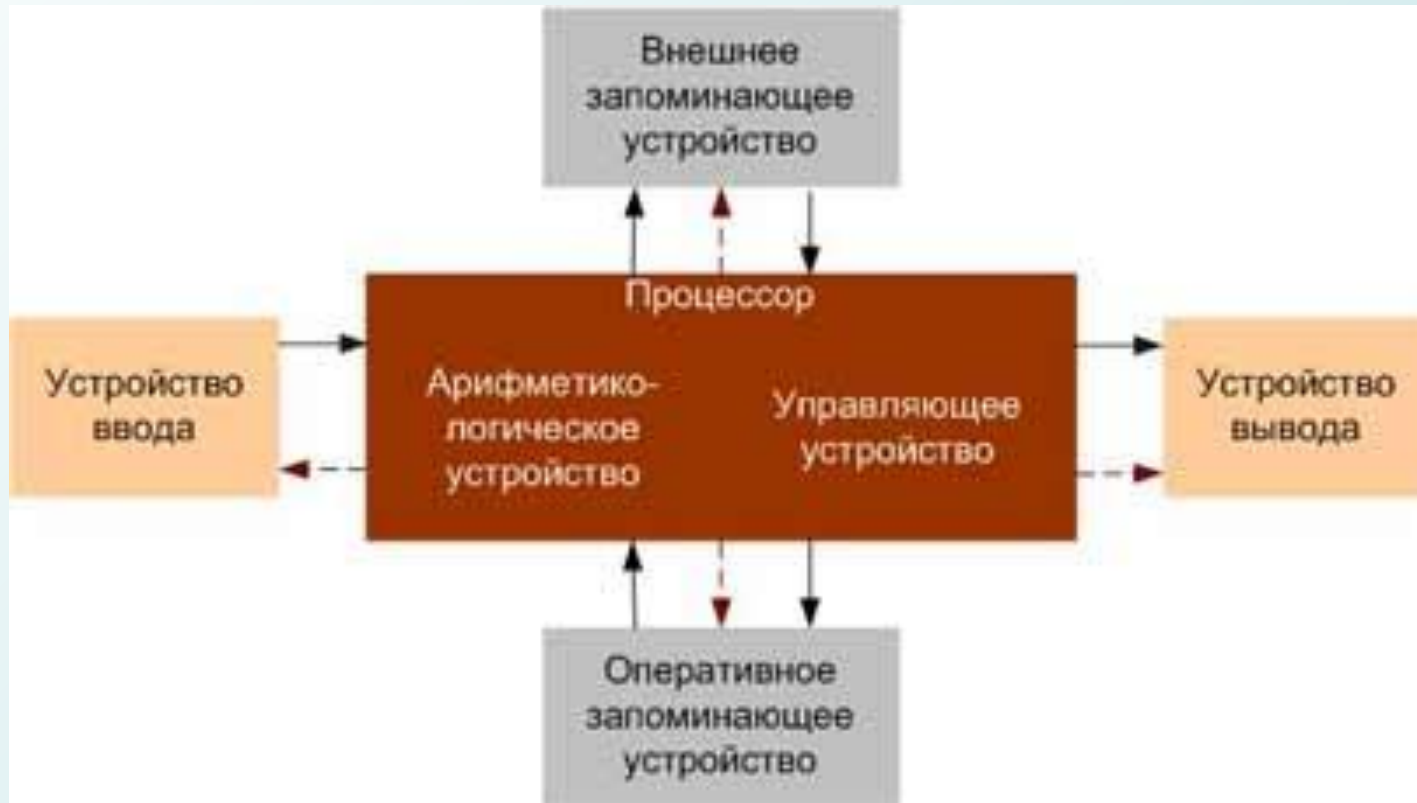 Внешнее
запоминающее
устройство
Процессор
Устройство
ввода
Арифметико-
логическое
устройство
Управляющее
устройство
Устройство
вывода
Оперативное
запоминающее
устройство